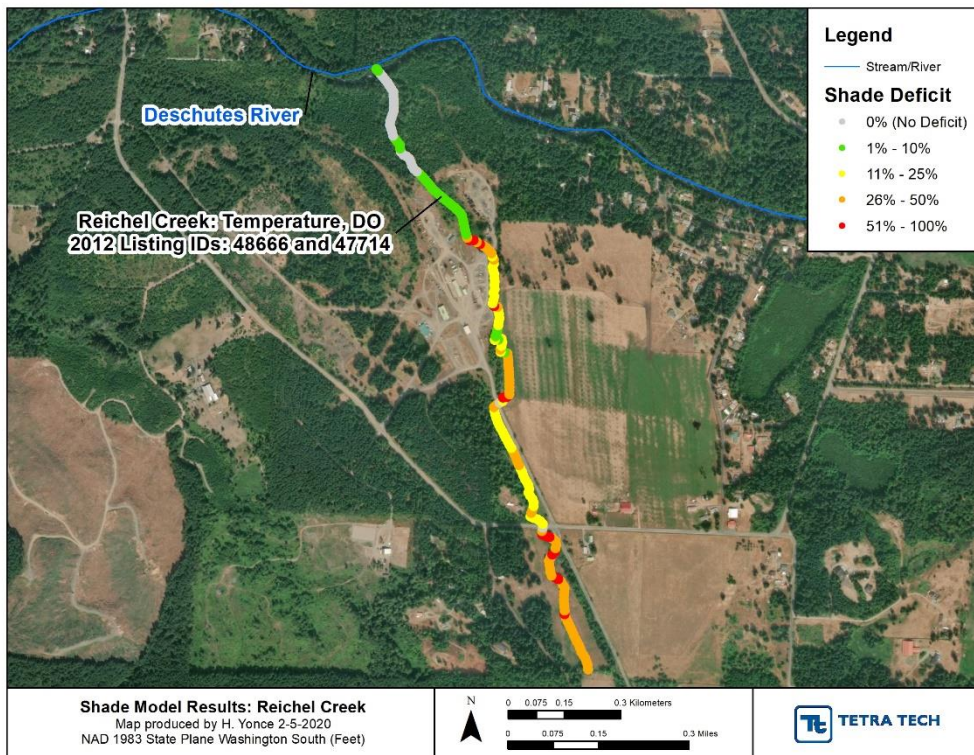 Deschutes River
Reichel Creek: Temperature, DO
2012 Listing IDs: 48666 and 47714
Legend
Stream/River
Shade Deficit
0% (No Deficit)
1% - 10%
11% - 25%
26% - 50%
51% - 100%
Shade Model Results: Reichel Creek
Map produced by H. Yonce 2-5-2020
NAD 1983 State Plane Washington South (Feet)
N
0 0.075 0.15 0.3 Kilometers
0 0.075 0.15 0.3 Miles
Tt TETRA TECH